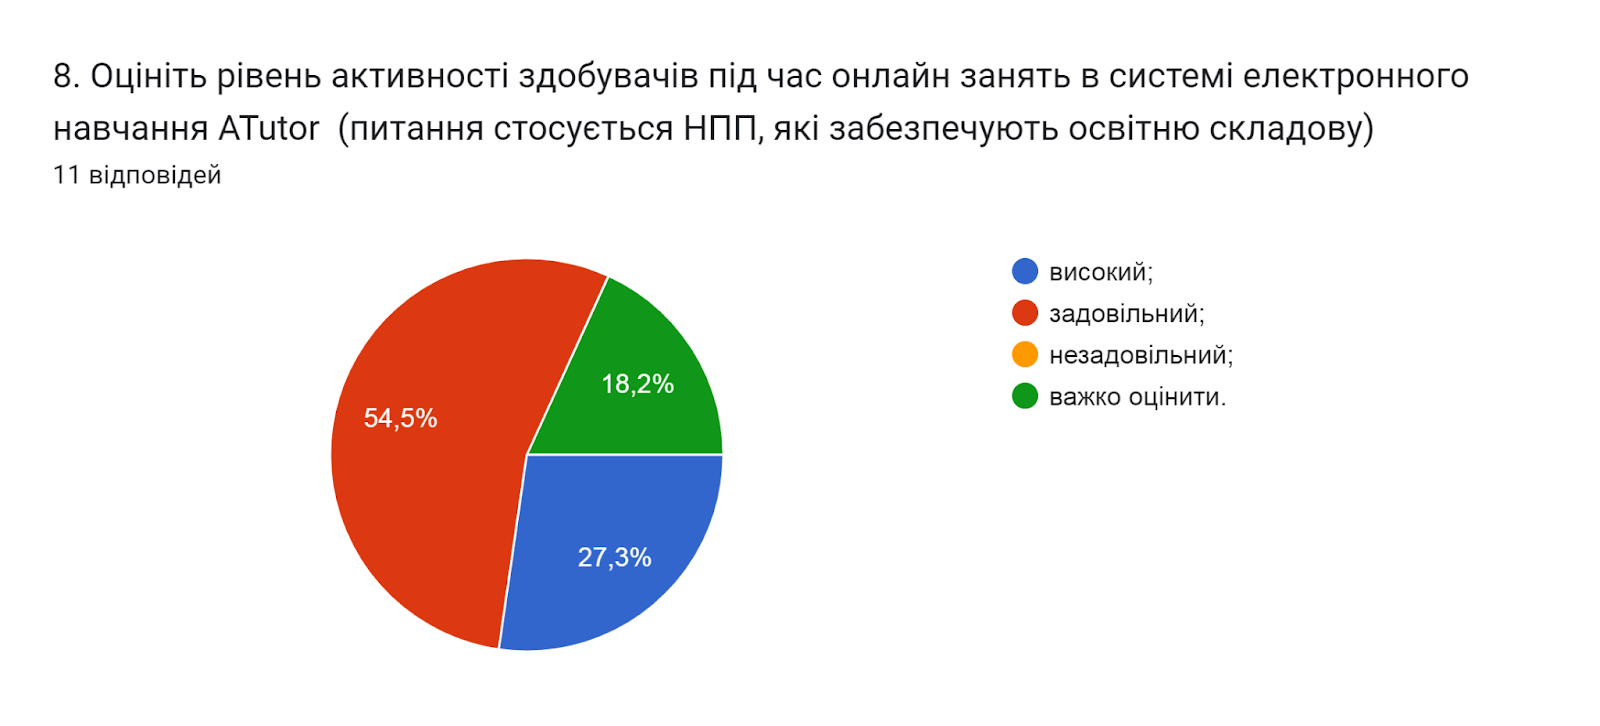 8. Оцініть рівень активності здобувачів під час онлайн занять в системі електронного
навчання ATutor  (питання стосується НПП, які забезпечують освітню складову)
11 відповідей
високий;
задовільний;
незадовільний;
важко оцінити.
18,2%
54,5%
27,3%